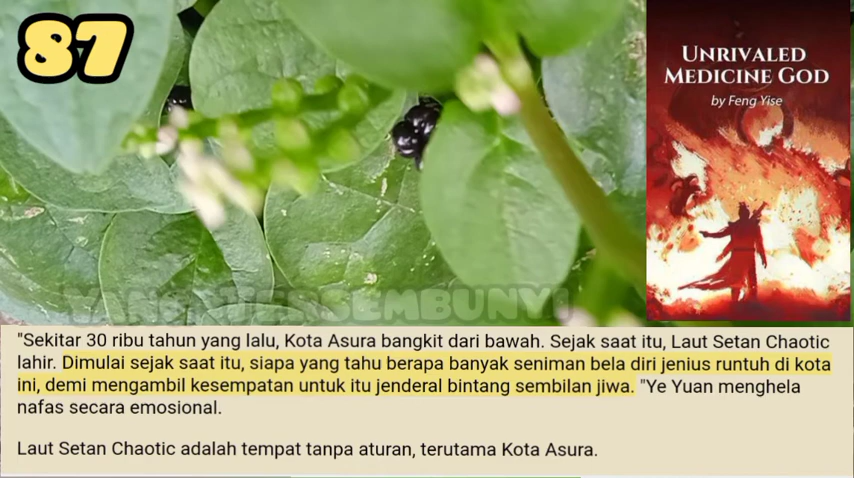 87
UNRIVALED
MEDICINE GOD
by Feng Yise
YANG TERSEMBUNYI
"Sekitar 30 ribu tahun yang lalu, Kota Asura bangkit dari bawah. Sejak saat itu, Laut Setan Chaotic
lahir. Dimulai sejak saat itu, siapa yang tahu berapa banyak seniman bela diri jenius runtuh di kota
ini, demi mengambil kesempatan untuk itu jenderal bintang sembilan jiwa. "Ye Yuan menghela
nafas secara emosional.
Laut Setan Chaotic adalah tempat tanpa aturan, terutama Kota Asura.